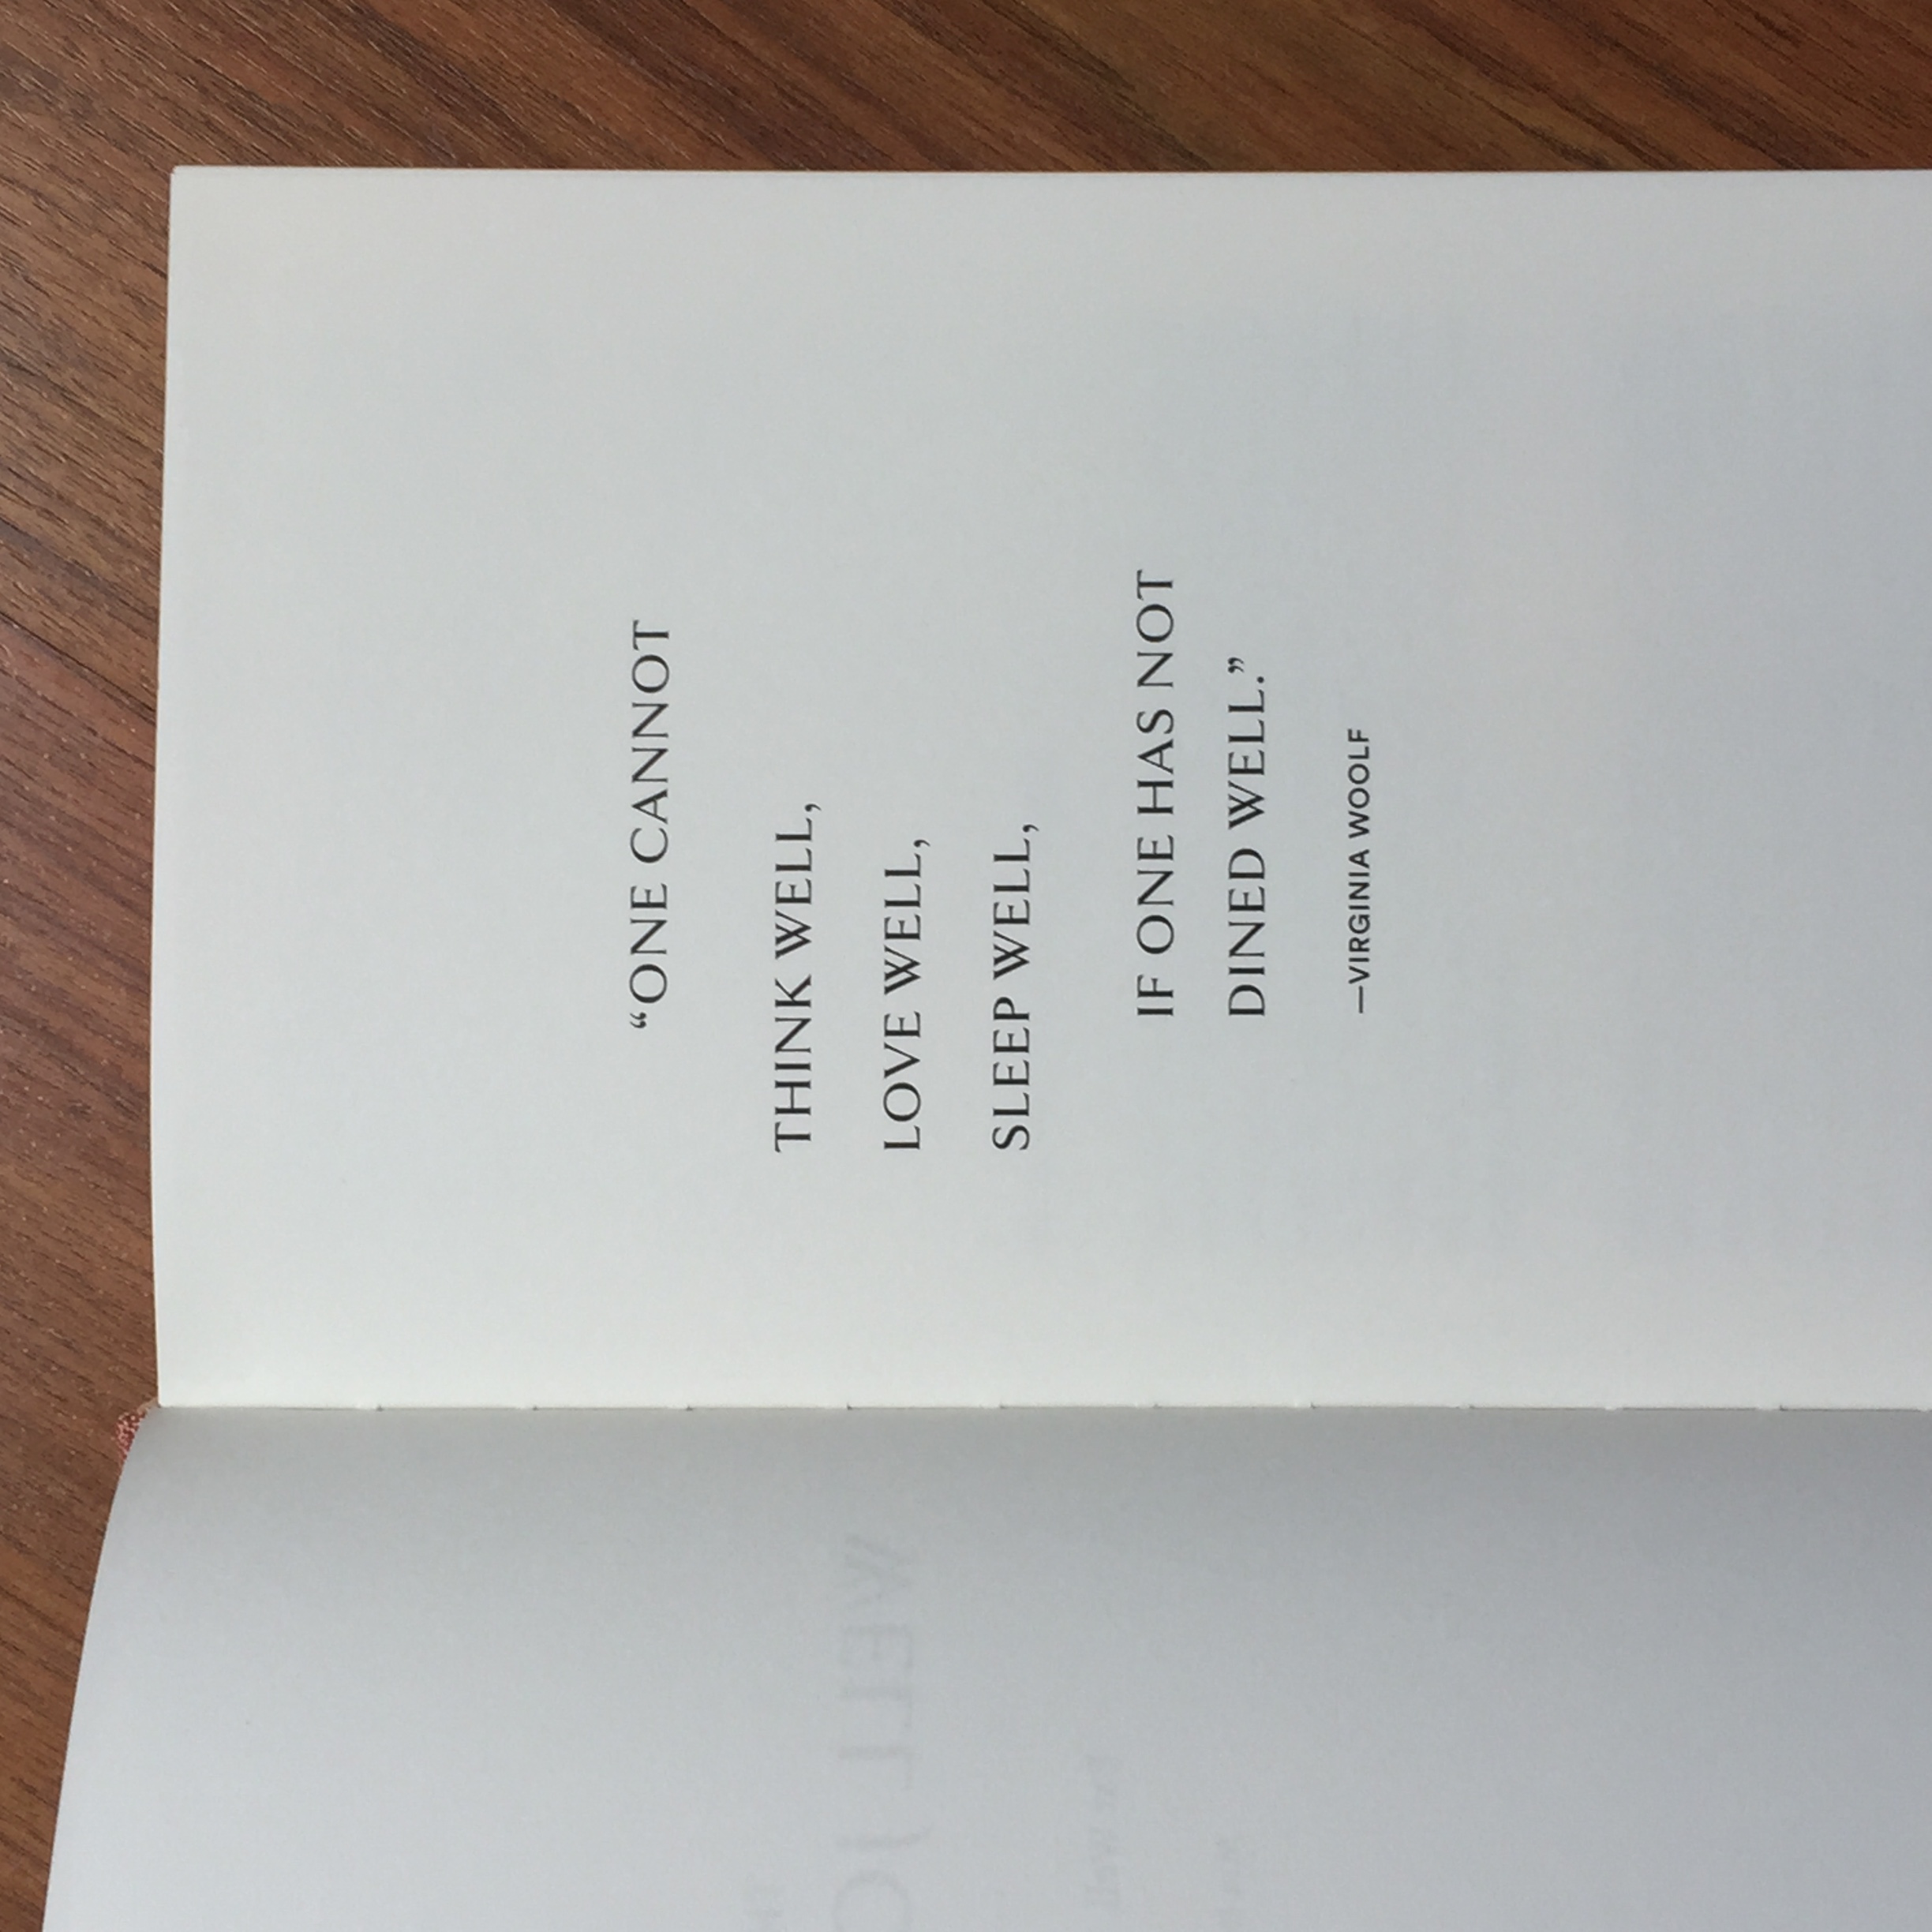 “ONE CANNOT
THINK WELL,
LOVE WELL,
SLEEP WELL,
IF ONE HAS NOT
DINED WELL.”
—VIRGINIA WOOLF